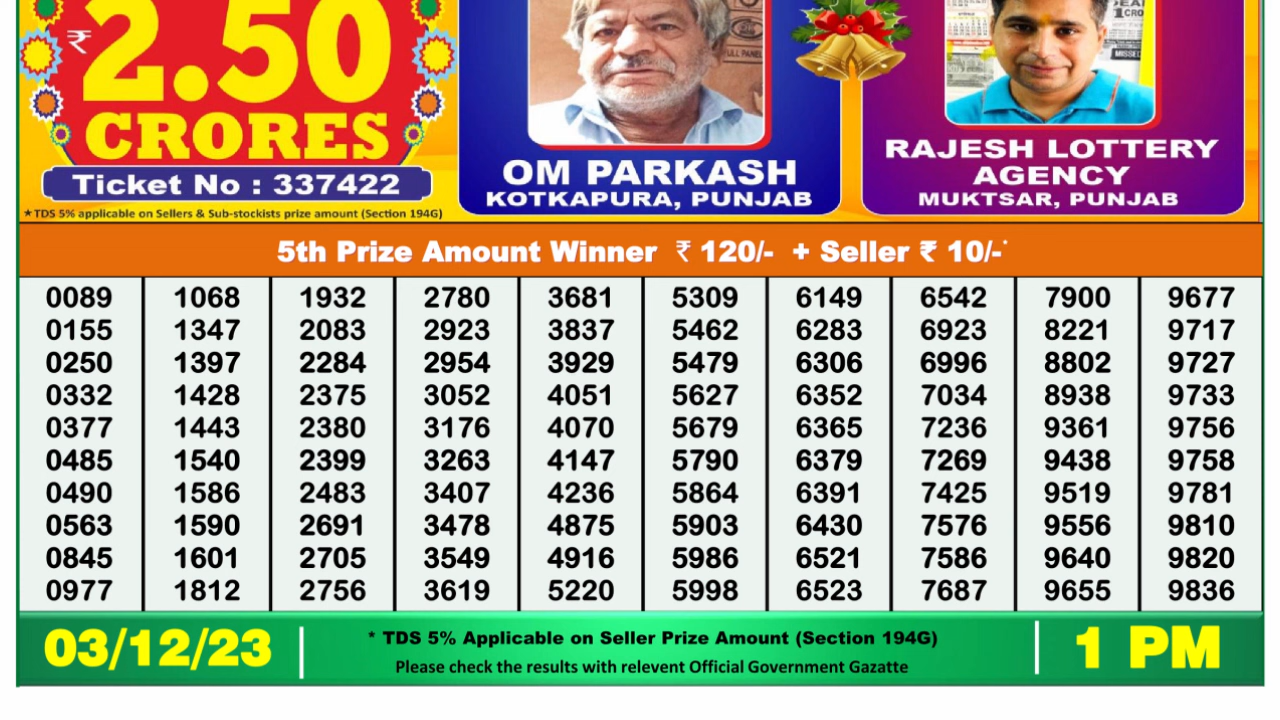 ₹
2.50
CRORES
Ticket No : 337422
★TDS 5% applicable on Sellers & Sub-stockists prize amount (Section 194G)
FULL PANEL
OM PARKASH
KOTKAPURA, PUNJAB
1CRO
MISSED
RAJESH LOTTERY
AGENCY
MUKTSAR, PUNJAB
5th Prize Amount Winner ₹ 120/- + Seller ₹ 10/-*
0089 1068 1932 2780 3681 5309 6149 6542 7900 9677
0155 1347 2083 2923 3837 5462 6283 6923 8221 9717
0250 1397 2284 2954 3929 5479 6306 6996 8802 9727
0332 1428 2375 3052 4051 5627 6352 7034 8938 9733
0377 1443 2380 3176 4070 5679 6365 7236 9361 9756
0485 1540 2399 3263 4147 5790 6379 7269 9438 9758
0490 1586 2483 3407 4236 5864 6391 7425 9519 9781
0563 1590 2691 3478 4875 5903 6430 7576 9556 9810
0845 1601 2705 3549 4916 5986 6521 7586 9640 9820
0977 1812 2756 3619 5220 5998 6523 7687 9655 9836
03/12/23
* TDS 5% Applicable on Seller Prize Amount (Section 194G)
Please check the results with relevent Official Government Gazatte
1 PM